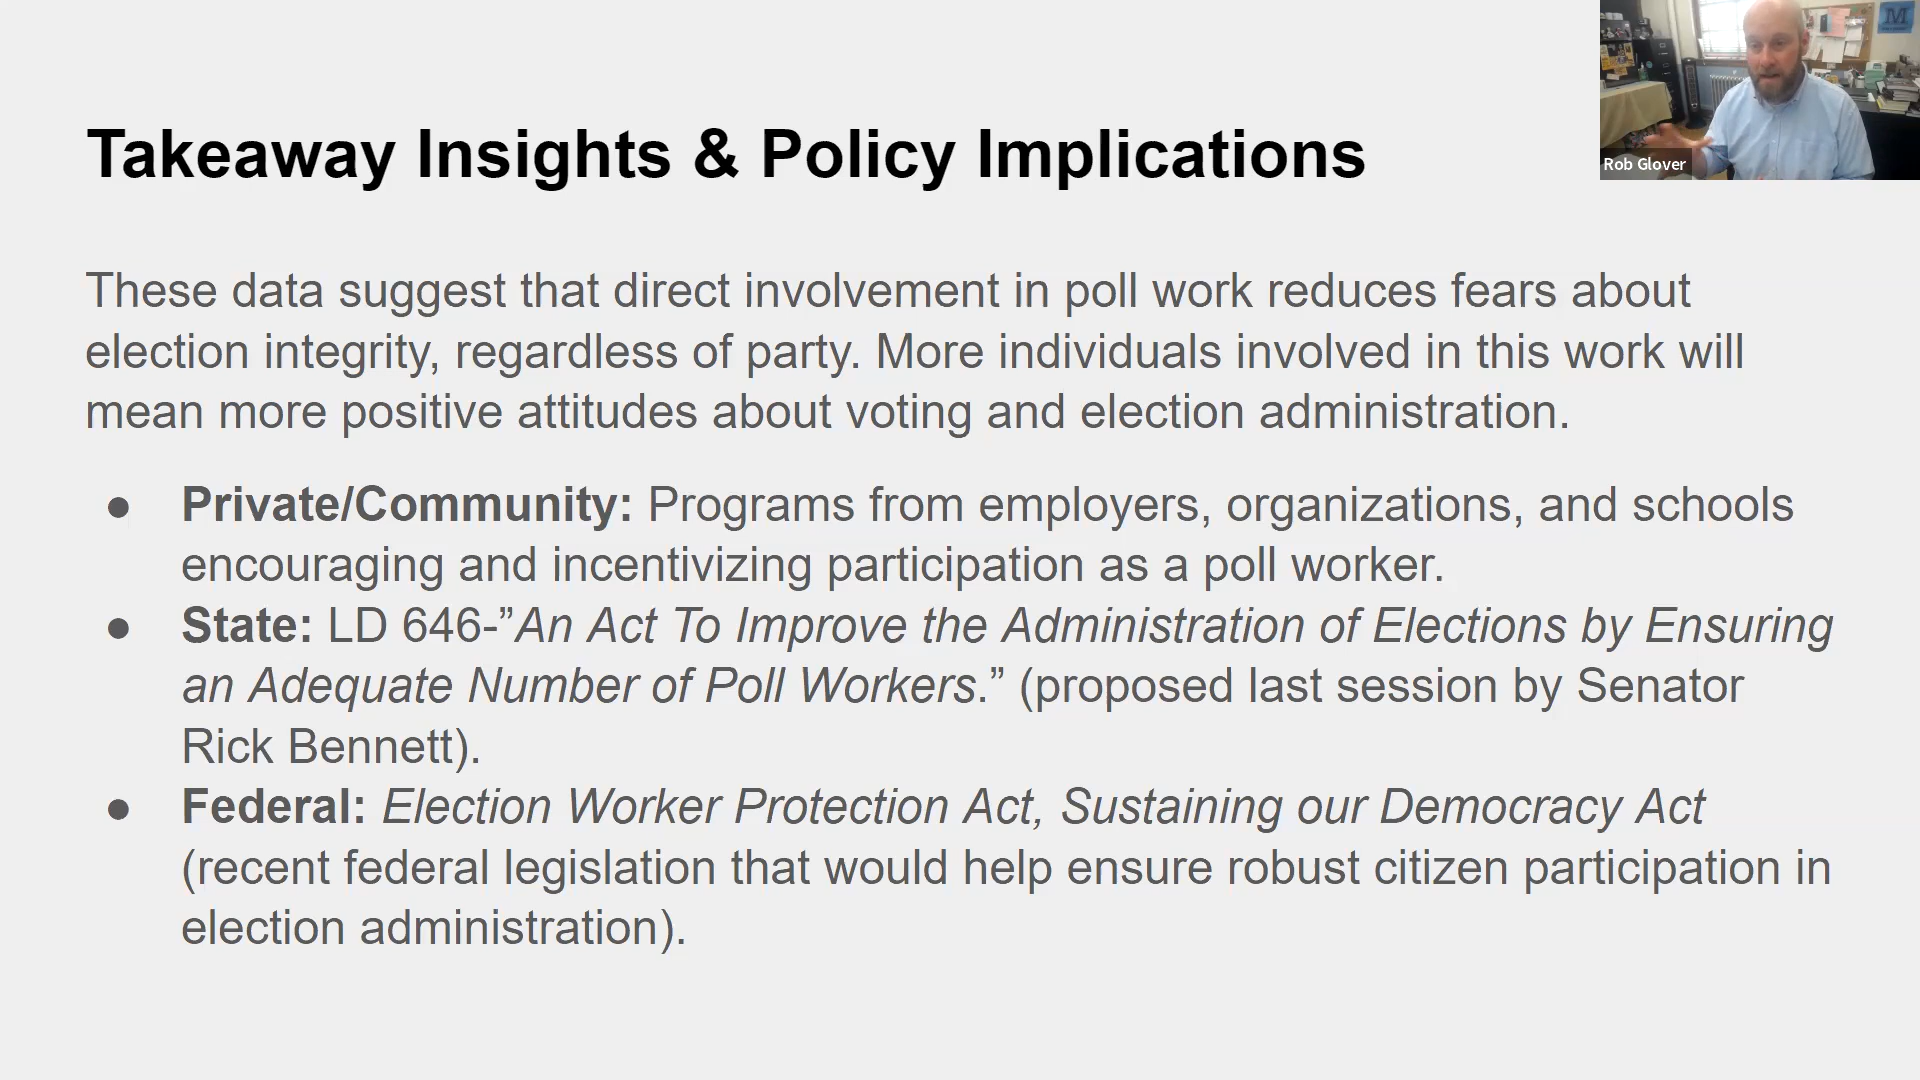 Takeaway Insights & Policy Implications
M
Rob Glover
These data suggest that direct involvement in poll work reduces fears about
election integrity, regardless of party. More individuals involved in this work will
mean more positive attitudes about voting and election administration.
● Private/Community: Programs from employers, organizations, and schools
encouraging and incentivizing participation as a poll worker.
● State: LD 646-”An Act To Improve the Administration of Elections by Ensuring
an Adequate Number of Poll Workers.” (proposed last session by Senator
Rick Bennett).
● Federal: Election Worker Protection Act, Sustaining our Democracy Act
(recent federal legislation that would help ensure robust citizen participation in
election administration).